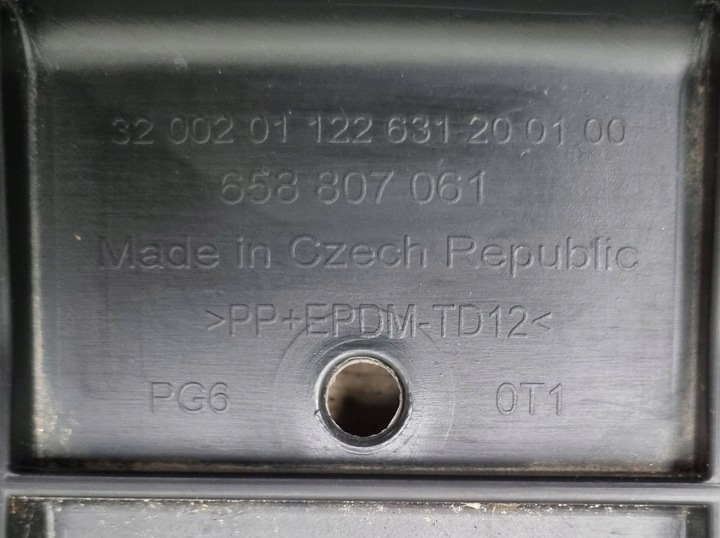 32 002 01 122 631 20 01 00
658 807 061
Made in Czech Republic
>PP+EPDM-TD12<
PG6 0T1